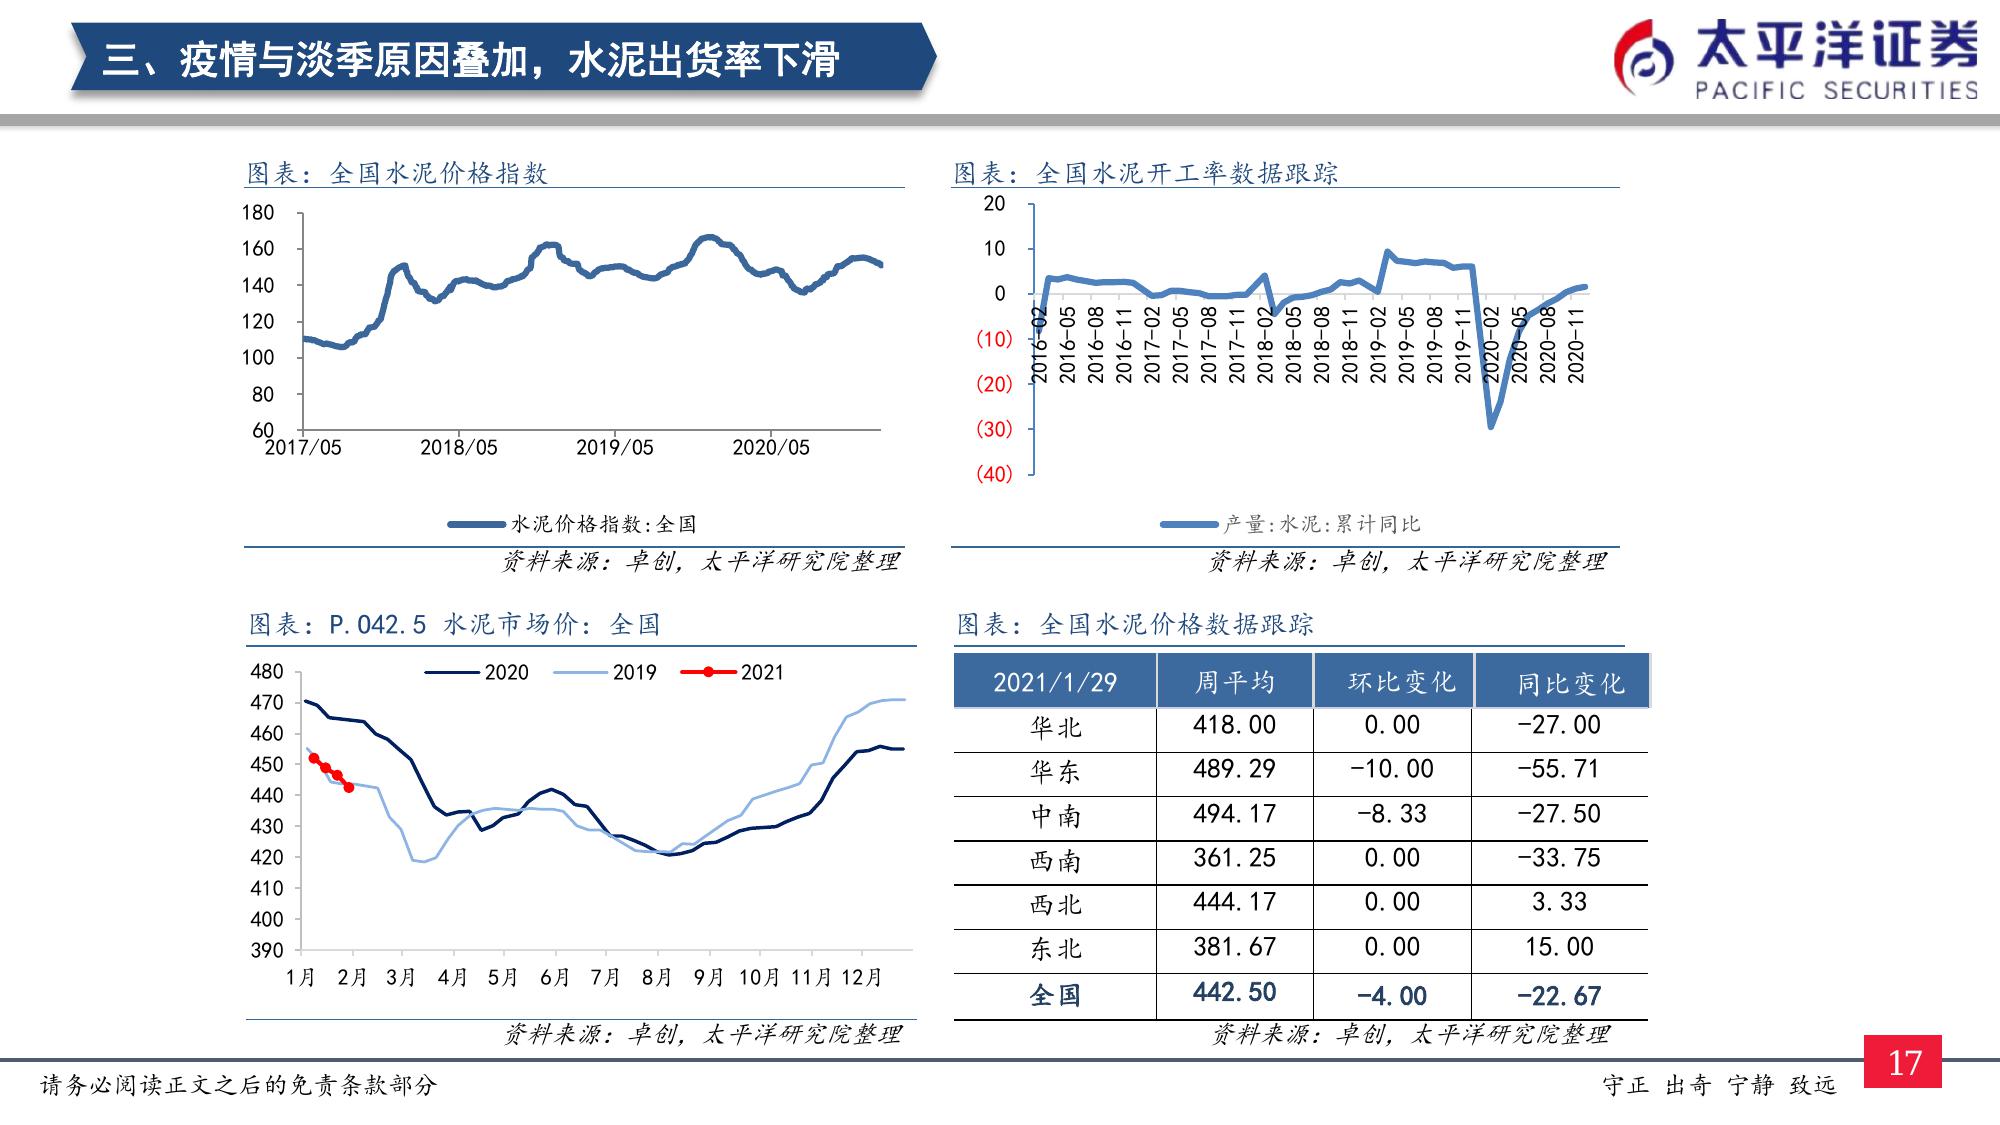 三、疫情与淡季原因叠加，水泥出货率下滑
太平洋证券
PACIFIC SECURITIES
图表：全国水泥价格指数
180
160
140
120
100
80
60
2017/05 2018/05 2019/05 2020/05
水泥价格指数:全国
资料来源：卓创，太平洋研究院整理
图表：全国水泥开工率数据跟踪
20
10
0
(10)
(20)
(30)
(40)
2016-02 2016-05 2016-08 2016-11 2017-02 2017-05 2017-08 2017-11 2018-02 2018-05 2018-08 2018-11 2019-02 2019-05 2019-08 2019-11 2020-02 2020-05 2020-08 2020-11
产量:水泥:累计同比
资料来源：卓创，太平洋研究院整理
图表：P.042.5 水泥市场价：全国
2020 2019 2021
480
470
460
450
440
430
420
410
400
390
1月 2月 3月 4月 5月 6月 7月 8月 9月 10月 11月 12月
资料来源：卓创，太平洋研究院整理
图表：全国水泥价格数据跟踪
2021/1/29 周平均 环比变化 同比变化
华北 418.00 0.00 -27.00
华东 489.29 -10.00 -55.71
中南 494.17 -8.33 -27.50
西南 361.25 0.00 -33.75
西北 444.17 0.00 3.33
东北 381.67 0.00 15.00
全国 442.50 -4.00 -22.67
资料来源：卓创，太平洋研究院整理
请务必阅读正文之后的免责条款部分
守正 出奇 宁静 致远
17